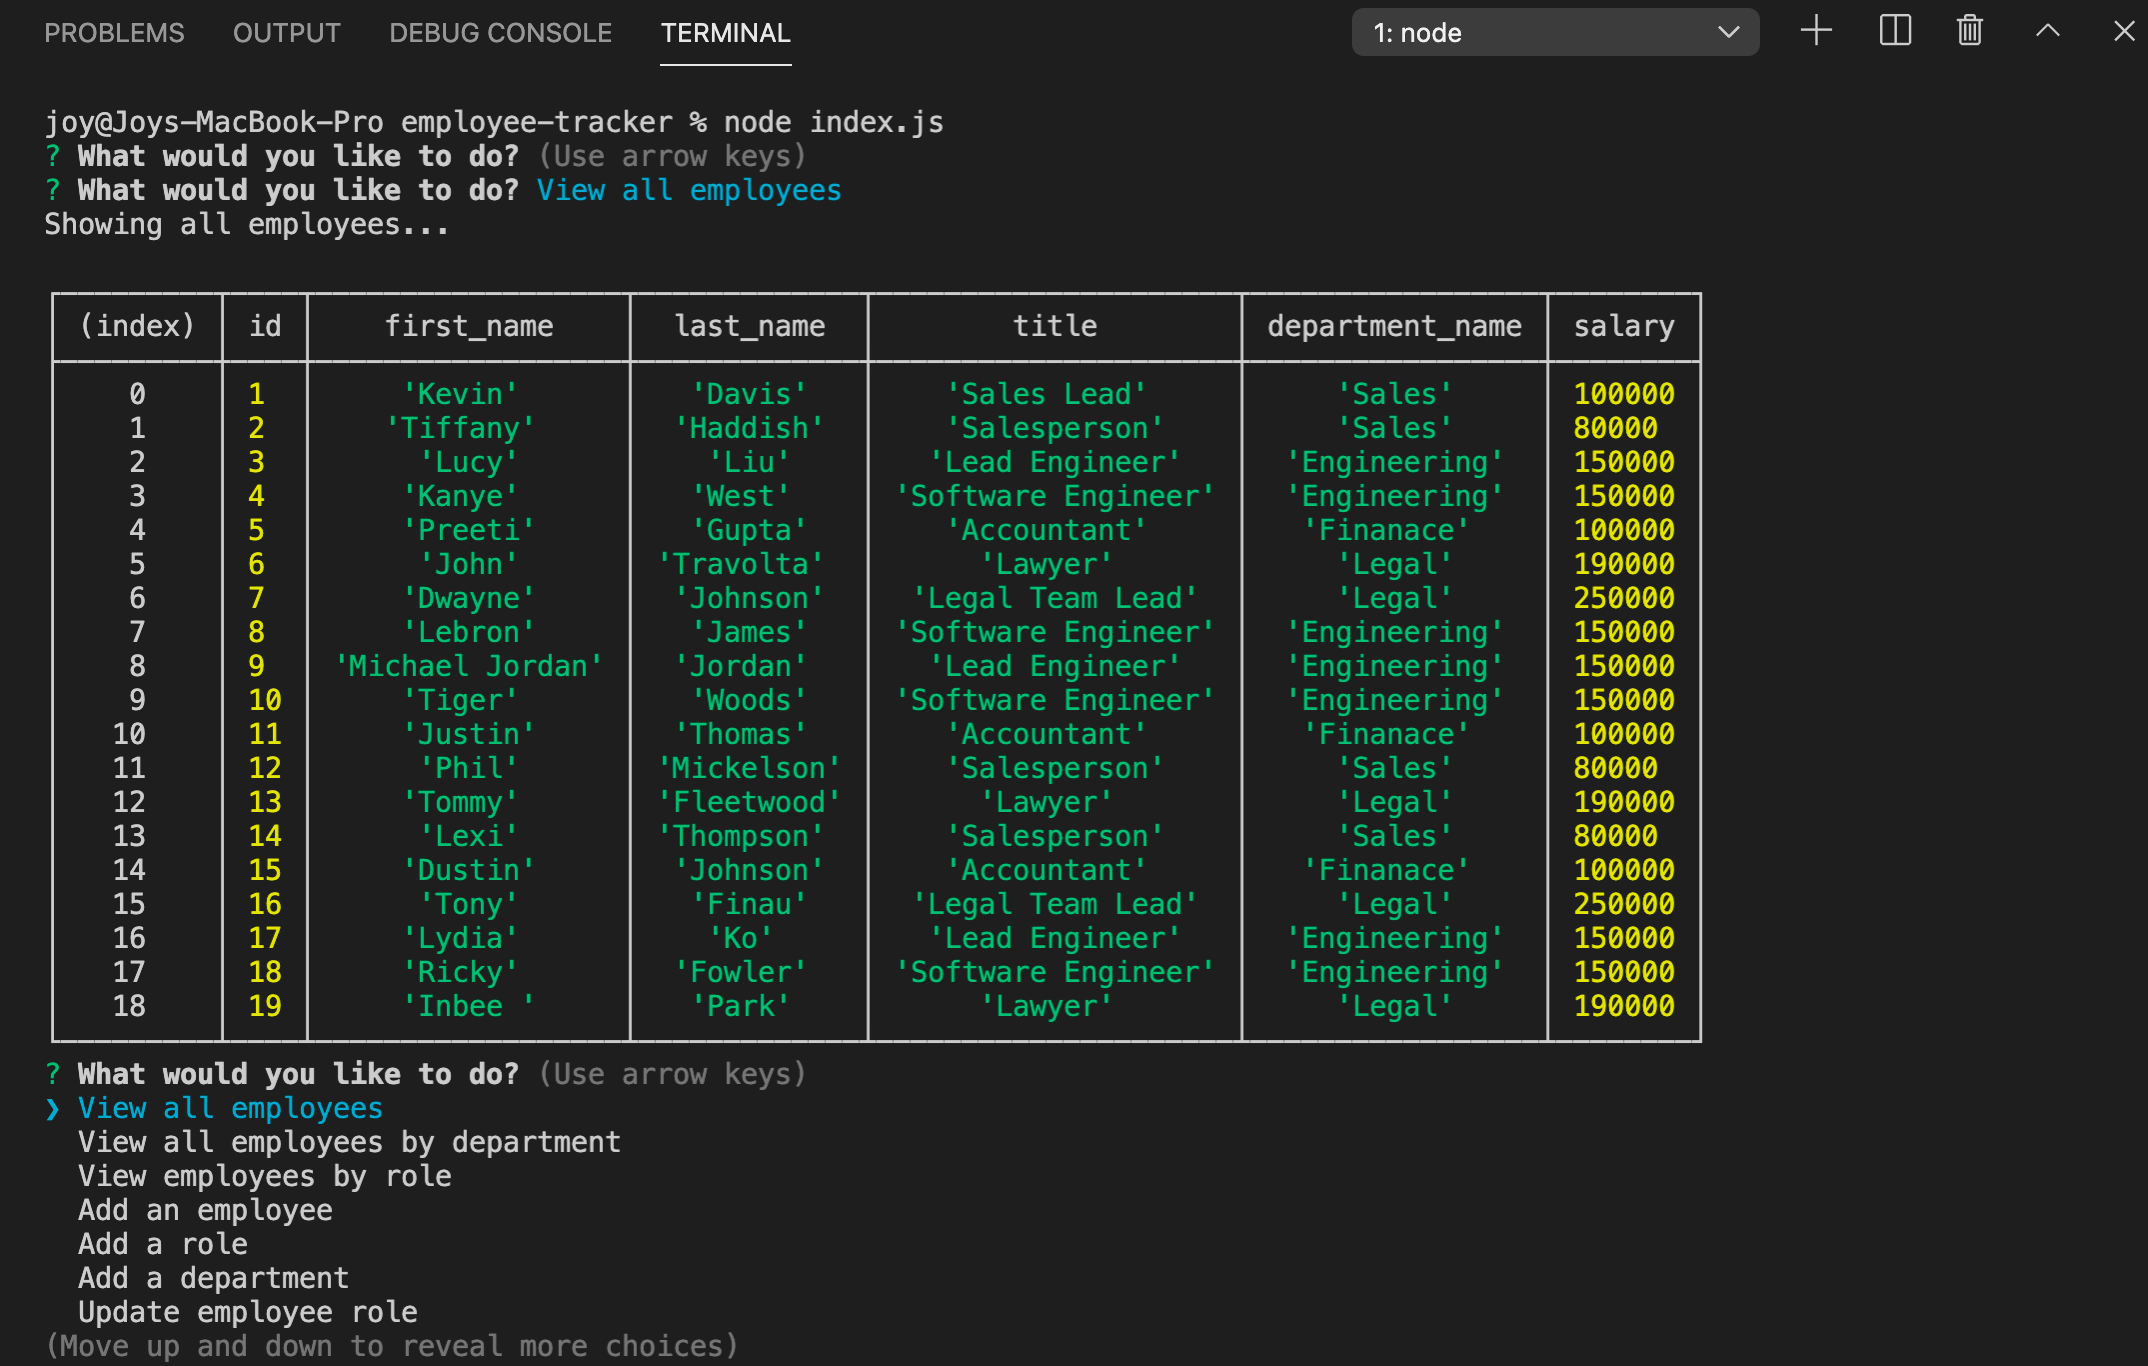 PROBLEMS OUTPUT DEBUG CONSOLE TERMINAL 1: node
joy@Joys-MacBook-Pro employee-tracker % node index.js
? What would you like to do? (Use arrow keys)
? What would you like to do? View all employees
Showing all employees...
(index) id first_name last_name title department_name salary
0 1 'Kevin' 'Davis' 'Sales Lead' 'Sales' 100000
1 2 'Tiffany' 'Haddish' 'Salesperson' 'Sales' 80000
2 3 'Lucy' 'Liu' 'Lead Engineer' 'Engineering' 150000
3 4 'Kanye' 'West' 'Software Engineer' 'Engineering' 150000
4 5 'Preeti' 'Gupta' 'Accountant' 'Finanace' 100000
5 6 'John' 'Travolta' 'Lawyer' 'Legal' 190000
6 7 'Dwayne' 'Johnson' 'Legal Team Lead' 'Legal' 250000
7 8 'Lebron' 'James' 'Software Engineer' 'Engineering' 150000
8 9 'Michael Jordan' 'Jordan' 'Lead Engineer' 'Engineering' 150000
9 10 'Tiger' 'Woods' 'Software Engineer' 'Engineering' 150000
10 11 'Justin' 'Thomas' 'Accountant' 'Finanace' 100000
11 12 'Phil' 'Mickelson' 'Salesperson' 'Sales' 80000
12 13 'Tommy' 'Fleetwood' 'Lawyer' 'Legal' 190000
13 14 'Lexi' 'Thompson' 'Salesperson' 'Sales' 80000
14 15 'Dustin' 'Johnson' 'Accountant' 'Finanace' 100000
15 16 'Tony' 'Finau' 'Legal Team Lead' 'Legal' 250000
16 17 'Lydia' 'Ko' 'Lead Engineer' 'Engineering' 150000
17 18 'Ricky' 'Fowler' 'Software Engineer' 'Engineering' 150000
18 19 'Inbee ' 'Park' 'Lawyer' 'Legal' 190000
? What would you like to do? (Use arrow keys)
❯ View all employees
View all employees by department
View employees by role
Add an employee
Add a role
Add a department
Update employee role
(Move up and down to reveal more choices)